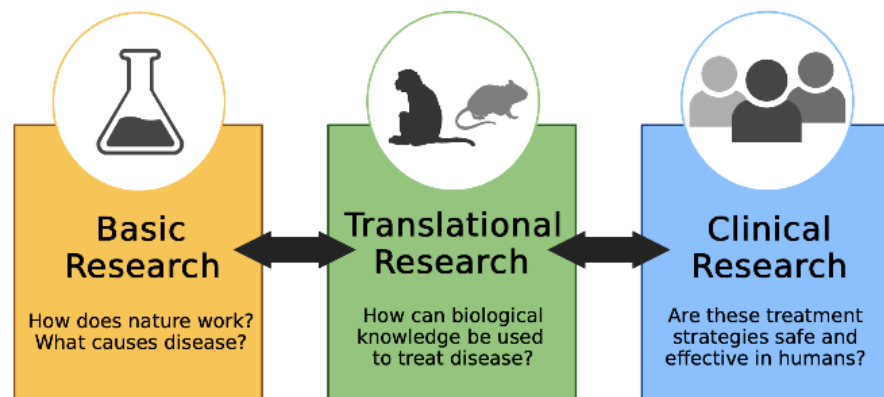 Basic
Research
How does nature work?
What causes disease?
Translational
Research
How can biological
knowledge be used
to treat disease?
Clinical
Research
Are these treatment
strategies safe and
effective in humans?